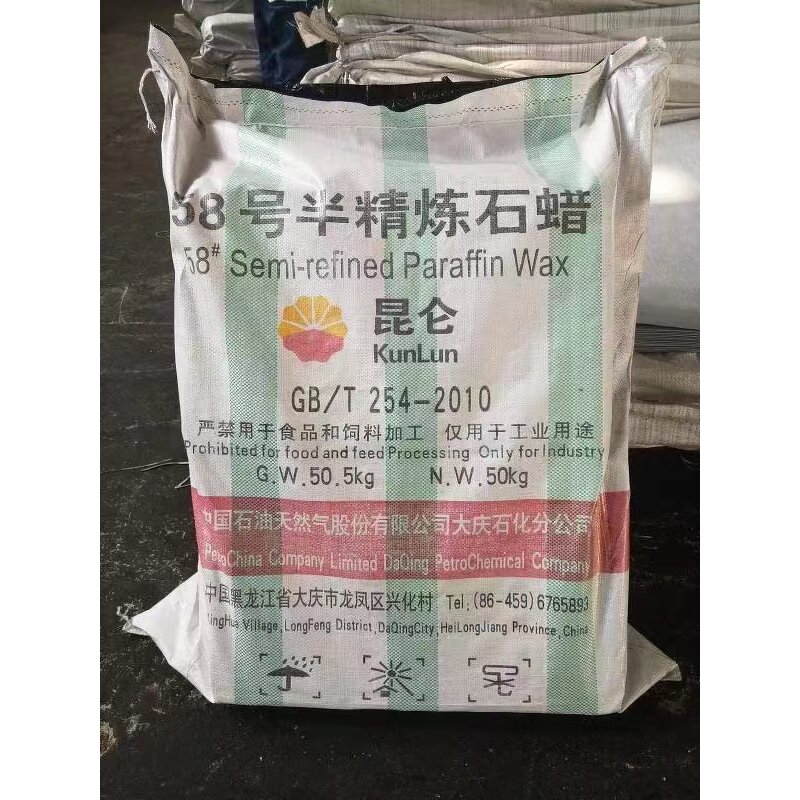 58号半精炼石蜡
58# Semi-refined Paraffin Wax
昆仑
KunLun
GB/T 254-2010
严禁用于食品和饲料加工 仅用于工业用途
Prohibited for food and feed Processing Only for Industry
G.W.50.5kg N.W.50kg
中国石油天然气股份有限公司大庆石化分公司
PetroChina Company Limited DaQing PetroChemical Company
中国黑龙江省大庆市龙凤区兴化村 Tel:(86-459)6765893
XingHua Village,LongFeng District,DaQingCity,HeiLongJiang Province,China